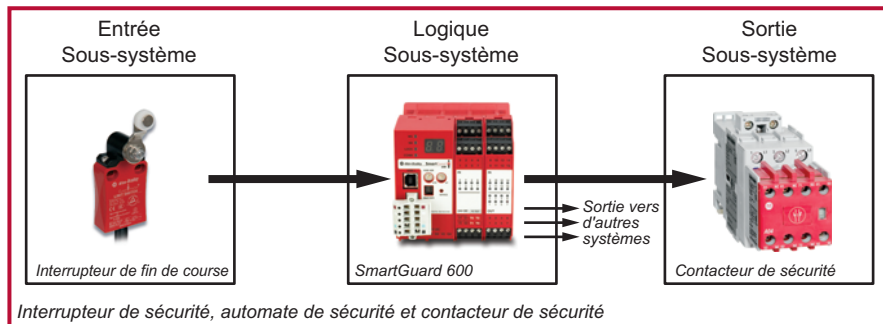 Entrée
Sous-système
Logique
Sous-système
Sortie
Sous-système
Interrupteur de fin de course
SmartGuard 600
Sortie vers
d'autres
systèmes
Contacteur de sécurité
Interrupteur de sécurité, automate de sécurité et contacteur de sécurité